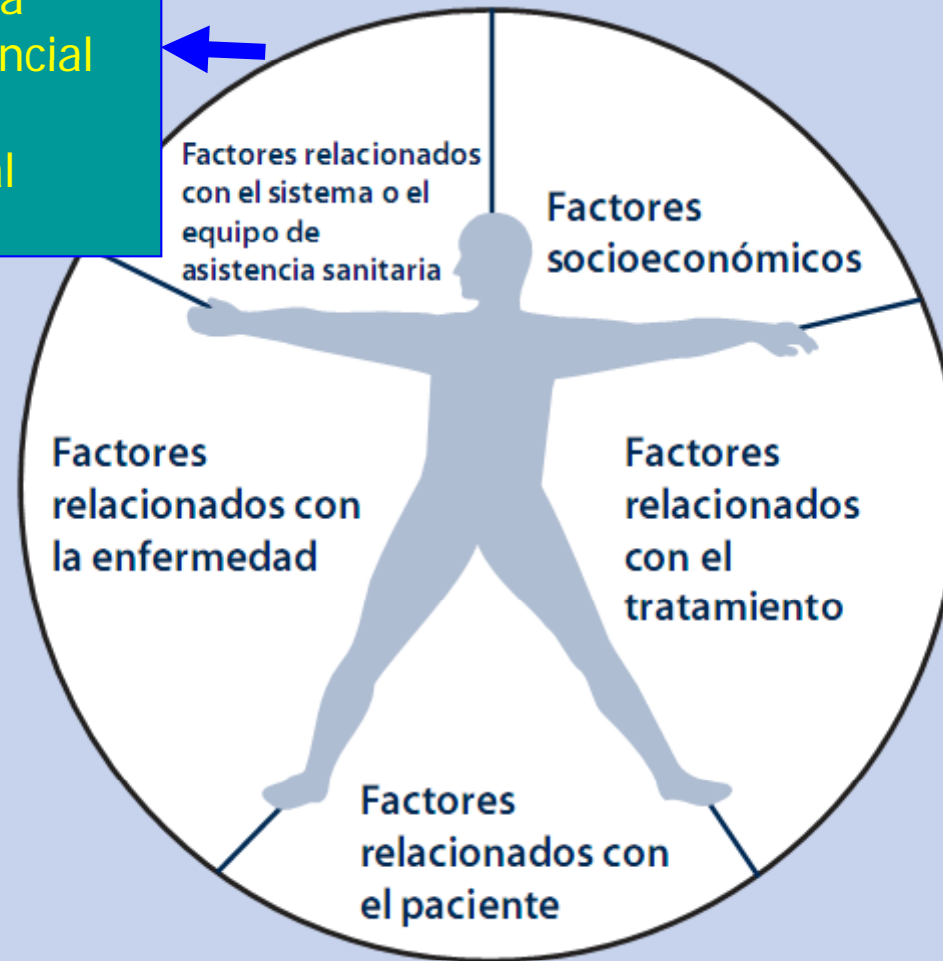 Factores relacionados
con el sistema o el
equipo de
asistencia sanitaria
Factores
socioeconómicos
Factores
relacionados con
la enfermedad
Factores
relacionados
con el
tratamiento
Factores
relacionados con
el paciente